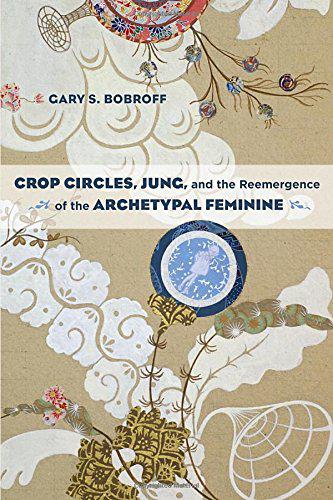 GARY S. BOBROFF
CROP CIRCLES, JUNG, and the Reemergence
of the ARCHETYPAL FEMININE